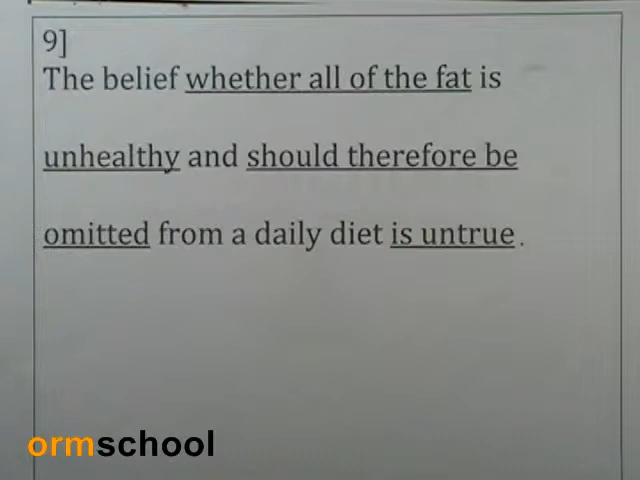 9]
The belief whether all of the fat is
unhealthy and should therefore be
omitted from a daily diet is untrue.
ormschool